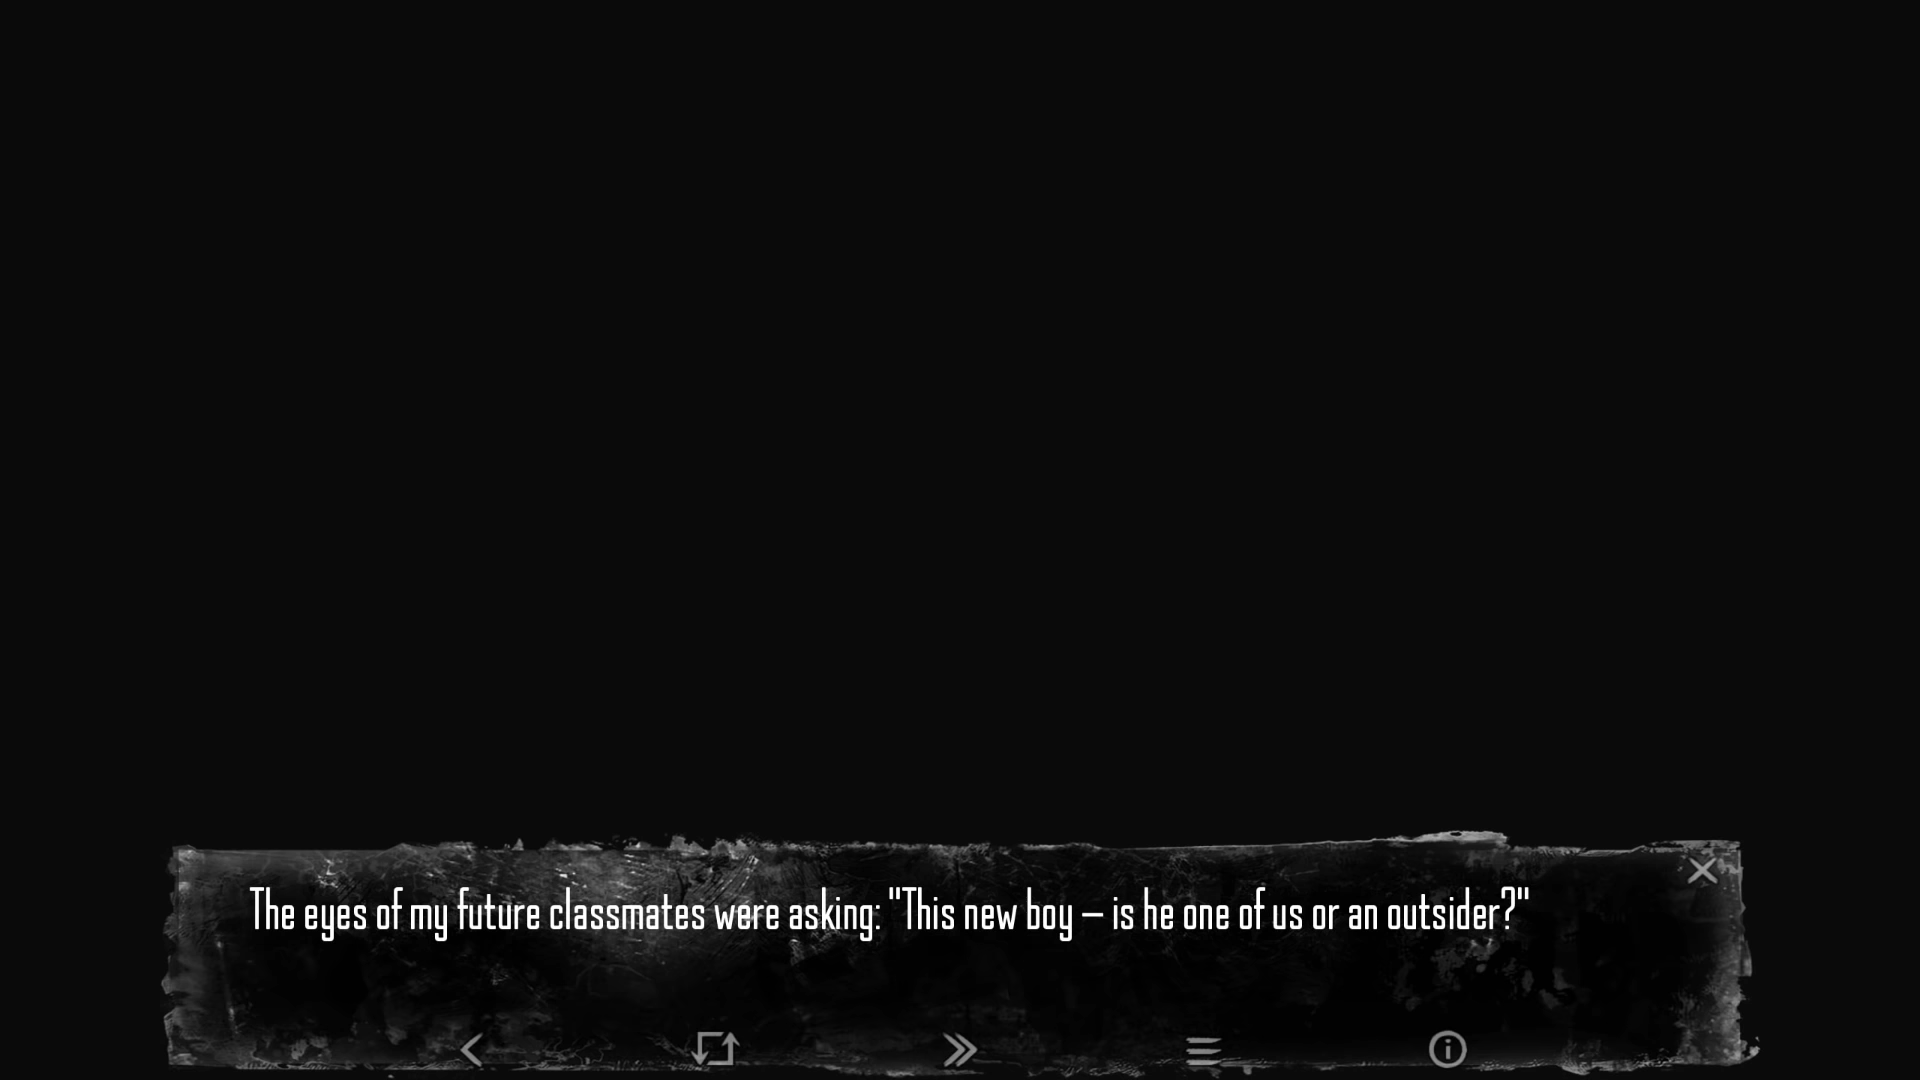 The eyes of my future classmates were asking: "This new boy – is he one of us or an outsider?"